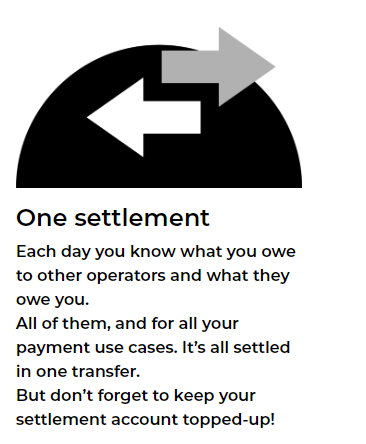 One settlement
Each day you know what you owe
to other operators and what they
owe you.
All of them, and for all your
payment use cases. It’s all settled
in one transfer.
But don’t forget to keep your
settlement account topped-up!